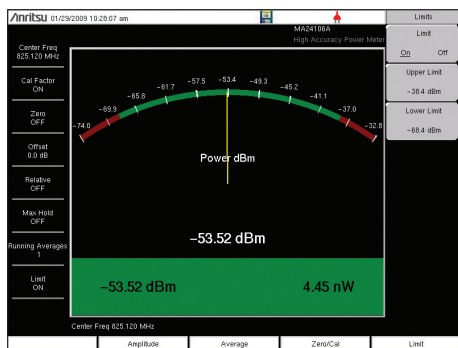 Anritsu 01/29/2009 10:28:07 am
MA24106A
High Accuracy Power Meter
Limits
Center Freq
825.120 MHz
Cal Factor
ON
Zero
OFF
Offset
0.0 dB
Relative
OFF
Max Hold
OFF
Running Averages
1
Limit
ON
-74.0
-69.9
-65.8
-61.7
-57.5
-53.4
-49.3
-45.2
-41.1
-37.0
-32.8
Power dBm
-53.52 dBm
-53.52 dBm 4.45 nW
Center Freq 825.120 MHz
Limit
On Off
Upper Limit
-38.4 dBm
Lower Limit
-68.4 dBm
Amplitude Average Zero/Cal Limit